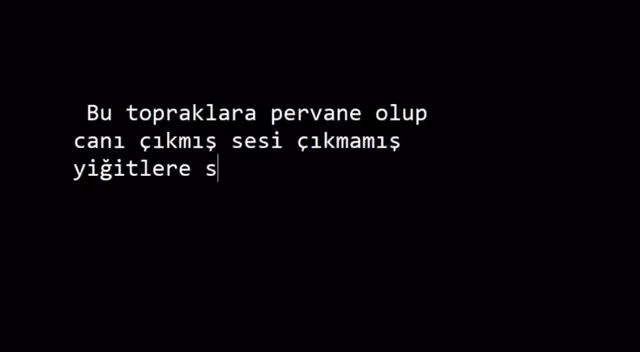 Bu topraklara pervane olup
canı çıkmış sesi çıkmamış
yiğitlere s